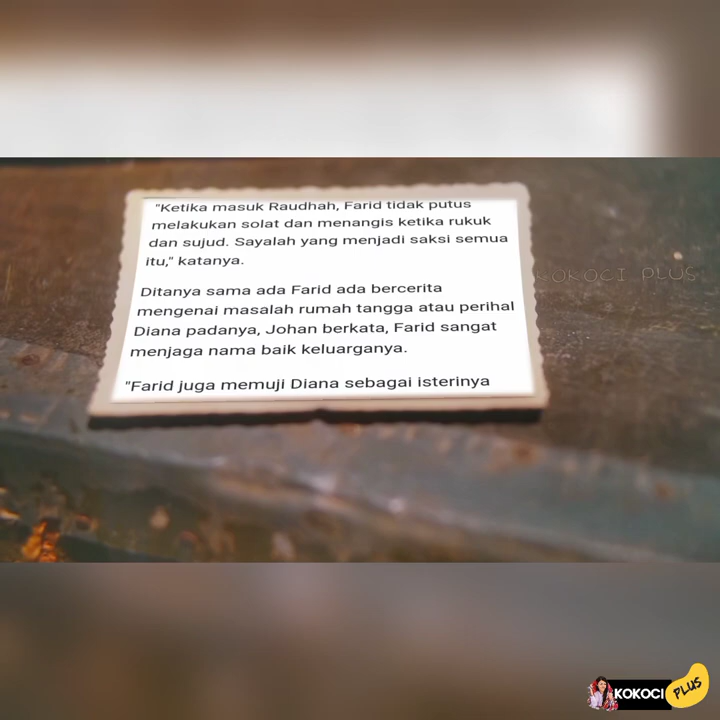 "Ketika masuk Raudhah, Farid tidak putus
melakukan solat dan menangis ketika rukuk
dan sujud. Sayalah yang menjadi saksi semua
itu," katanya.
Ditanya sama ada Farid ada bercerita
mengenai masalah rumah tangga atau perihal
Diana padanya, Johan berkata, Farid sangat
menjaga nama baik keluarganya.
"Farid juga memuji Diana sebagai isterinya
KOKOCI PLUS
KOKOCI PLUS